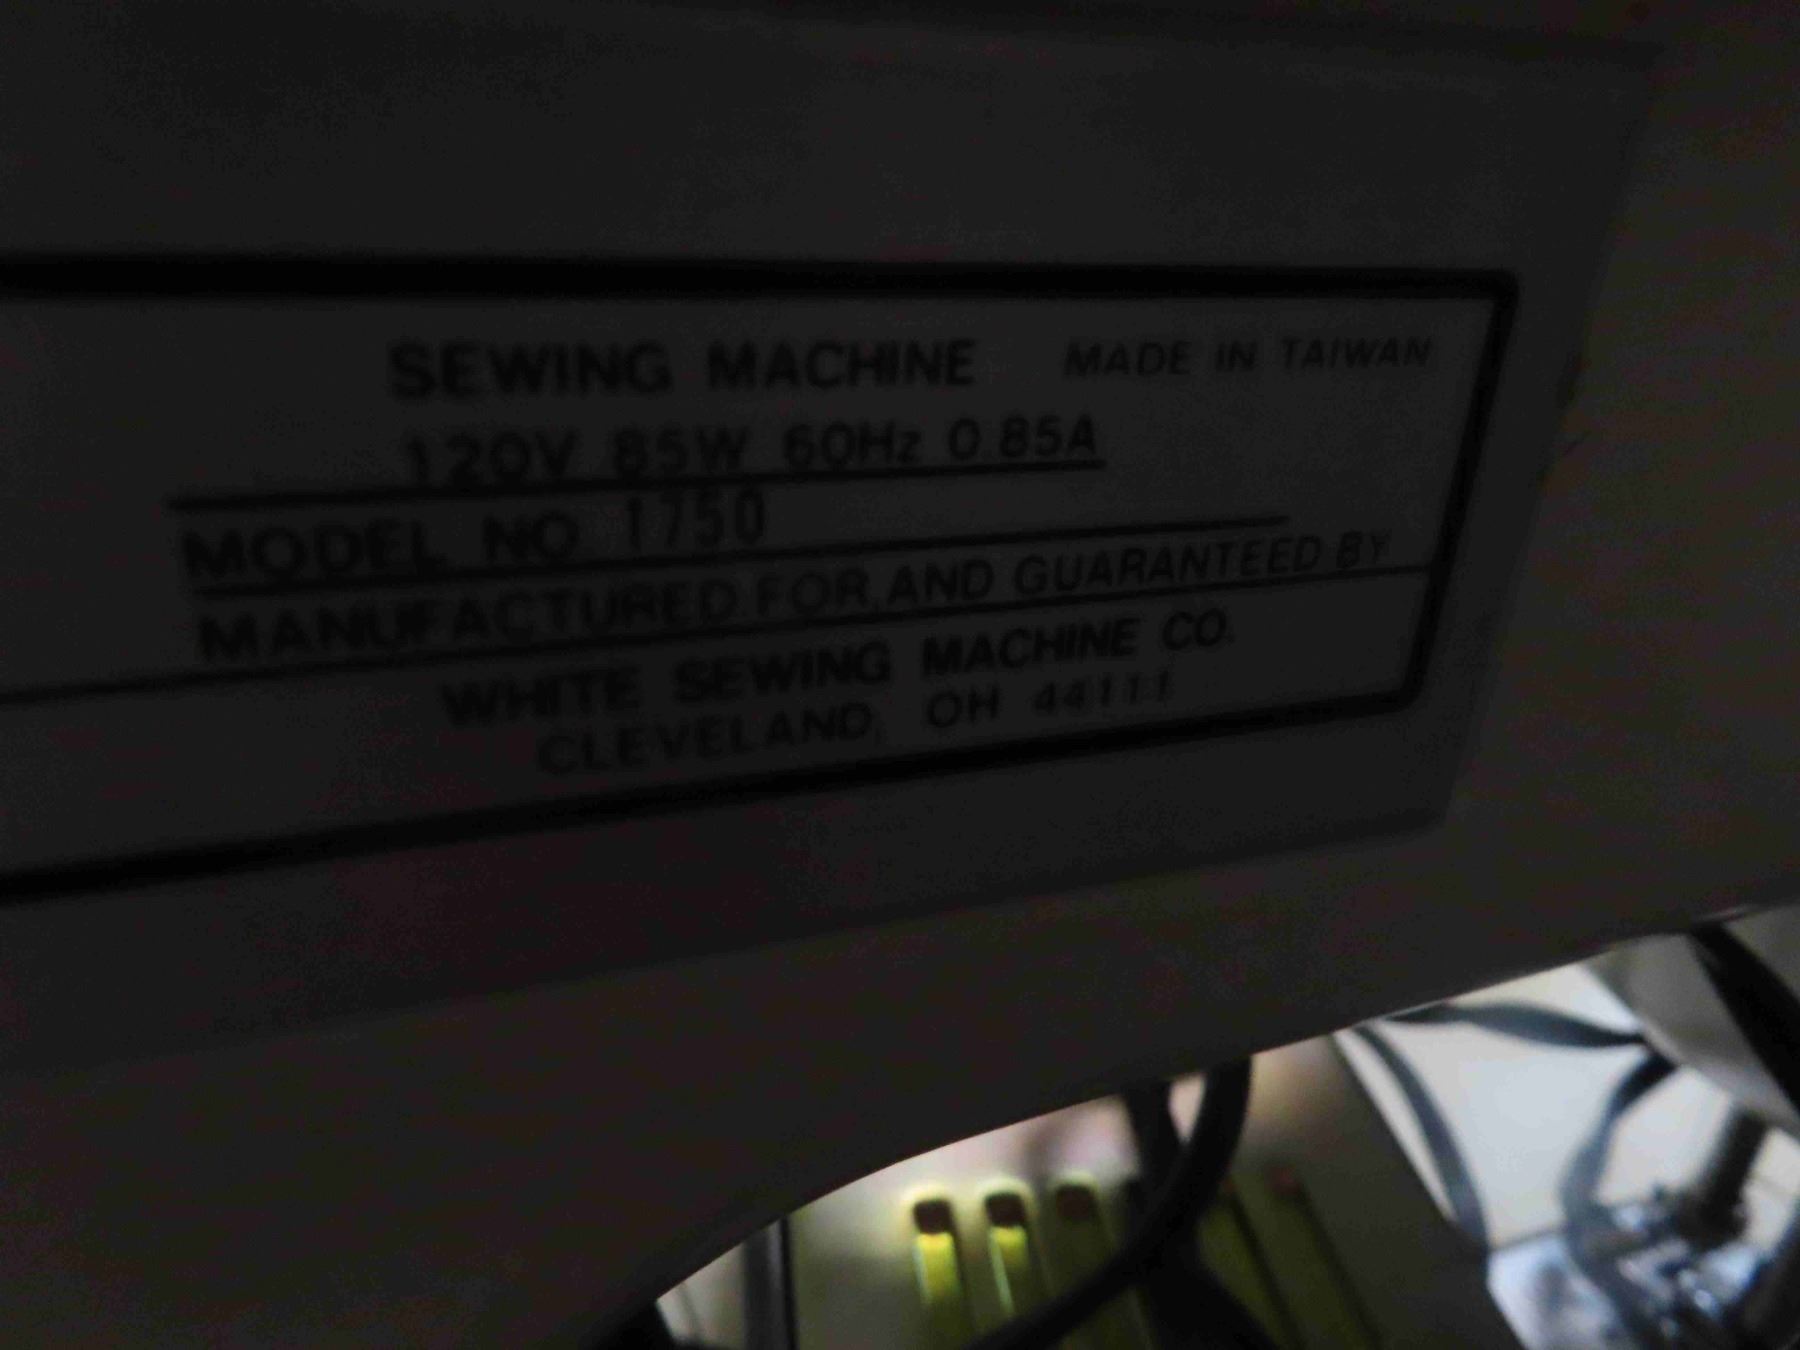 SEWING MACHINE MADE IN TAIWAN
120V 85W 60Hz 0.85A
MODEL NO. 1750
MANUFACTURED FOR AND GUARANTEED BY
WHITE SEWING MACHINE CO.
CLEVELAND, OH 44111